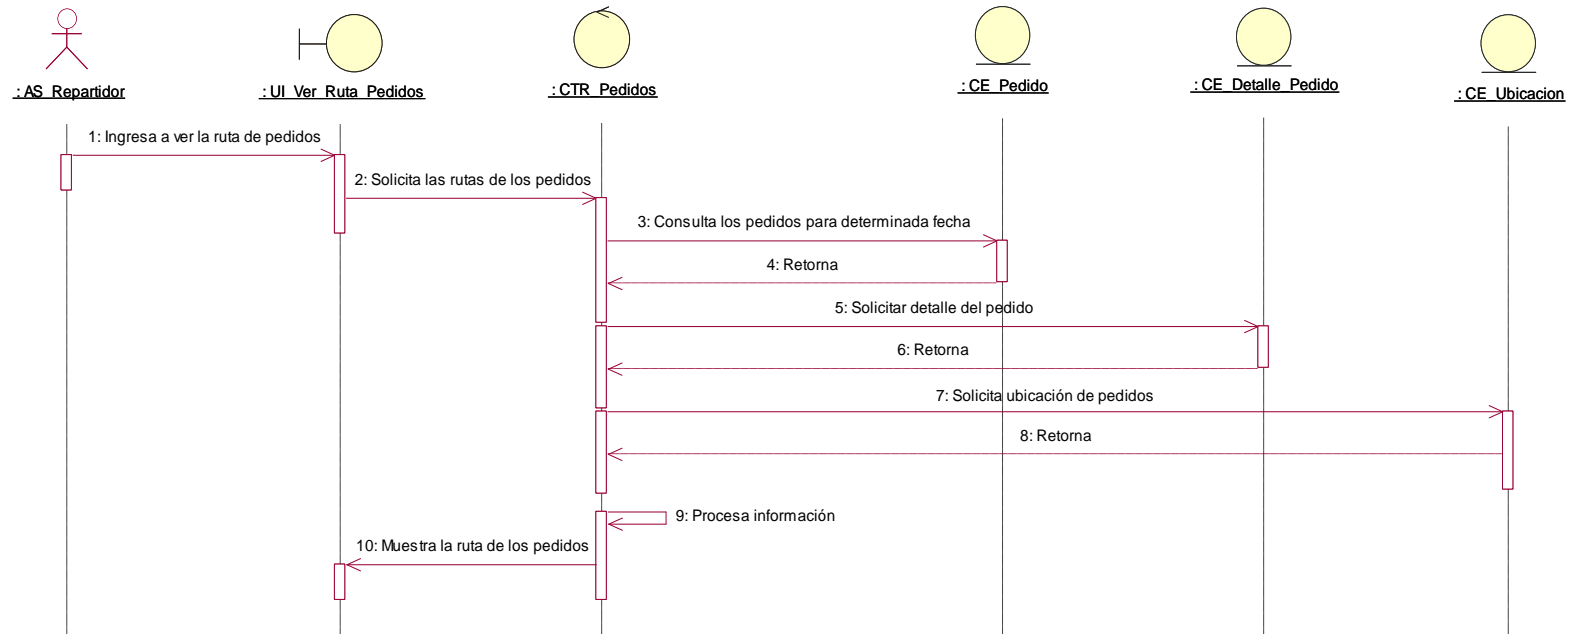 : AS_Repartidor
: UI_Ver_Ruta_Pedidos
: CTR_Pedidos
: CE_Pedido
: CE_Detalle_Pedido
: CE_Ubicacion
1: Ingresa a ver la ruta de pedidos
2: Solicita las rutas de los pedidos
3: Consulta los pedidos para determinada fecha
4: Retorna
5: Solicitar detalle del pedido
6: Retorna
7: Solicita ubicación de pedidos
8: Retorna
9: Procesa información
10: Muestra la ruta de los pedidos